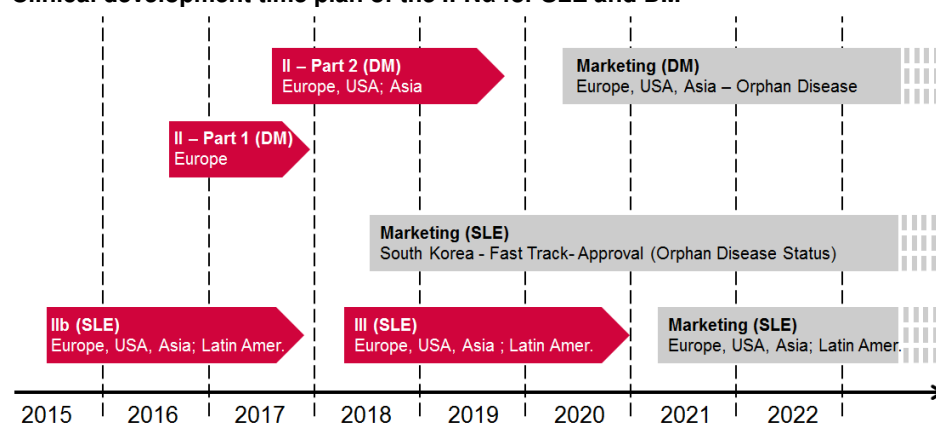 II – Part 2 (DM)
Europe, USA; Asia
Marketing (DM)
Europe, USA, Asia – Orphan Disease
II – Part 1 (DM)
Europe
Marketing (SLE)
South Korea - Fast Track- Approval (Orphan Disease Status)
IIb (SLE)
Europe, USA, Asia; Latin Amer.
III (SLE)
Europe, USA, Asia ; Latin Amer.
Marketing (SLE)
Europe, USA, Asia; Latin Amer.
2015 2016 2017 2018 2019 2020 2021 2022